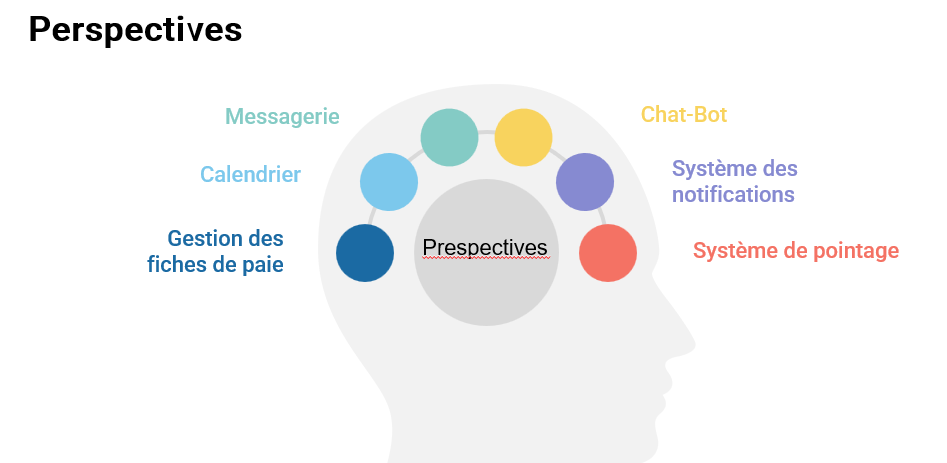 Perspectives
Messagerie
Chat-Bot
Calendrier
Système des
notifications
Gestion des
fiches de paie
Prespectives
Système de pointage